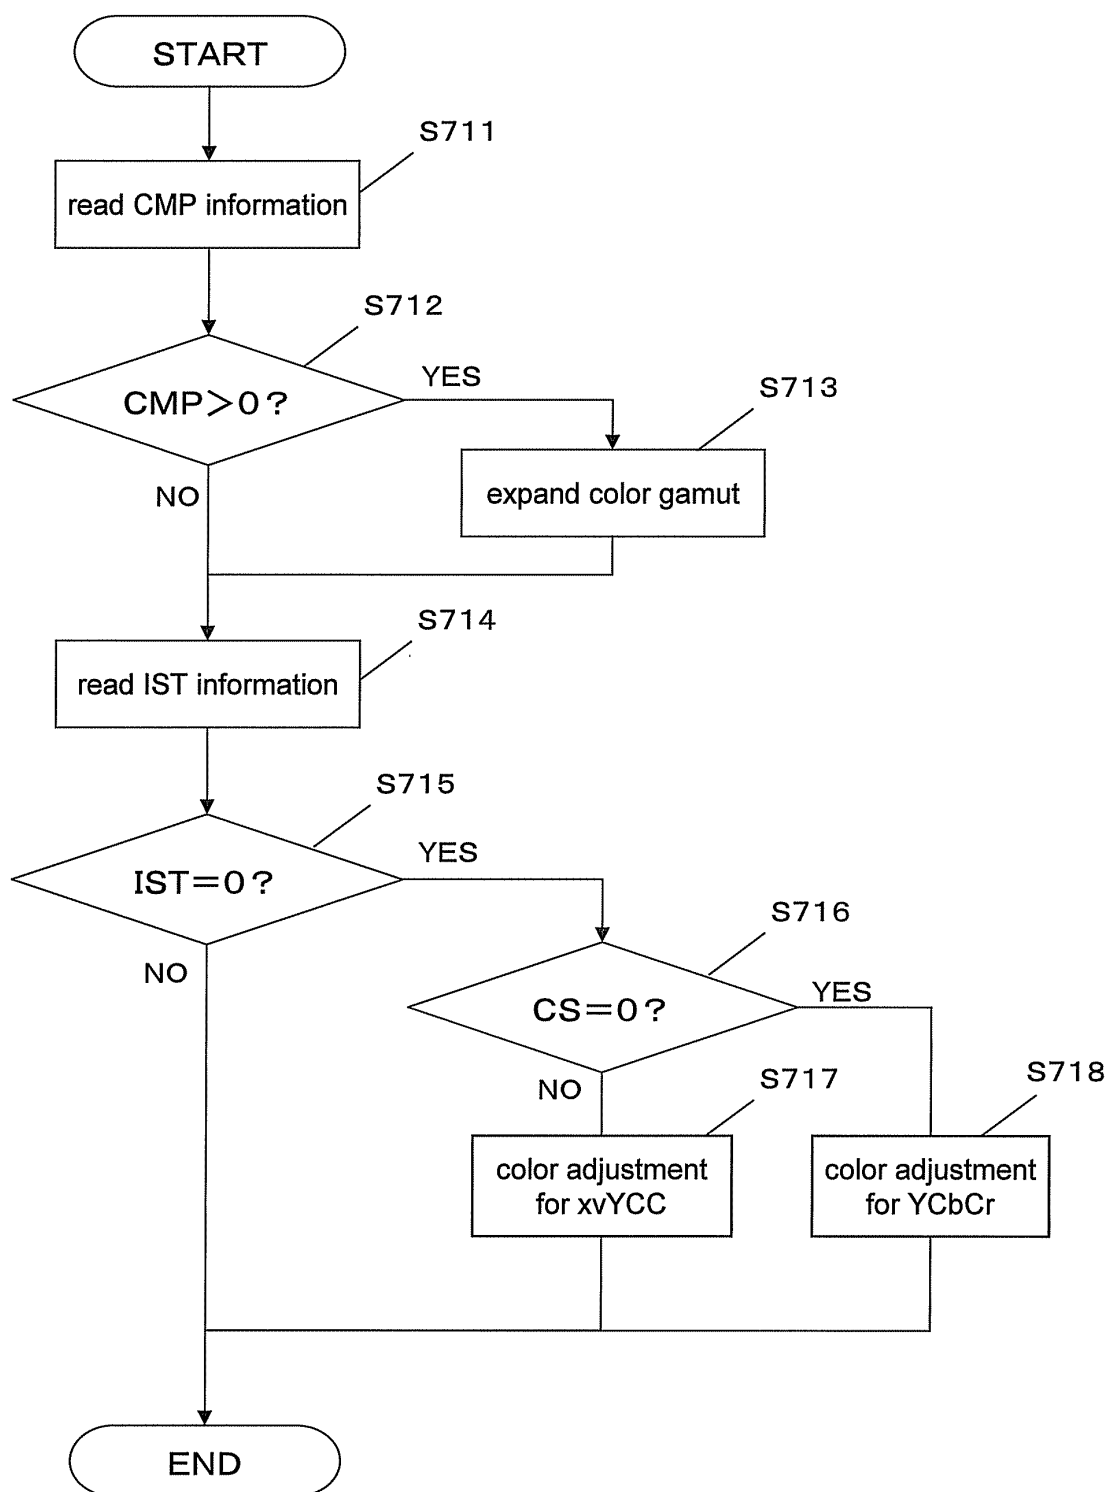 START
S711
read CMP information
S712
CMP>0?
YES
S713
expand color gamut
NO
S714
read IST information
S715
IST=0?
YES
S716
NO
CS=0?
YES
S717
S718
NO
color adjustment
for xvYCC
color adjustment
for YCbCr
END